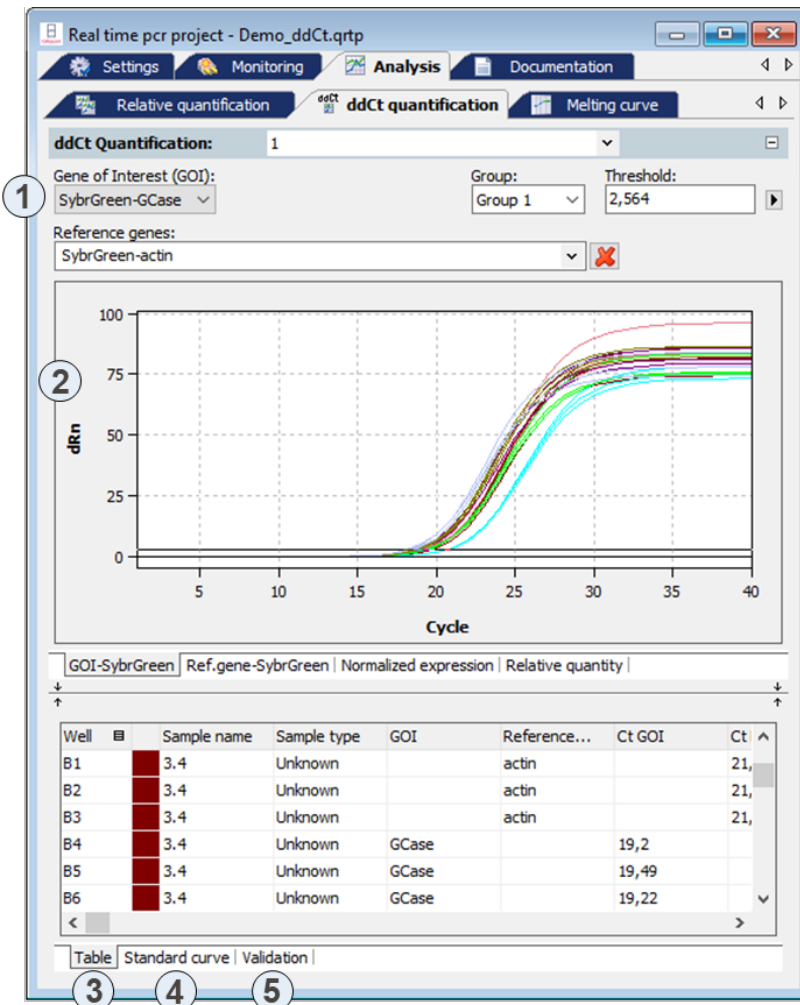 Real time pcr project - Demo_ddCt.qrtp
Settings Monitoring Analysis Documentation
Relative quantification ddCt ddCt quantification Melting curve
ddCt Quantification: 1
Gene of Interest (GOI): Group: Threshold:
1 SybrGreen-GCase Group 1 2,564
Reference genes:
SybrGreen-actin
100
2 75
50
25
0
dRn
5 10 15 20 25 30 35 40
Cycle
GOI-SybrGreen Ref.gene-SybrGreen Normalized expression Relative quantity
Well Sample name Sample type GOI Reference... Ct GOI Ct
B1 3.4 Unknown actin 21,
B2 3.4 Unknown actin 21,
B3 3.4 Unknown actin 21,
B4 3.4 Unknown GCase 19,2
B5 3.4 Unknown GCase 19,49
B6 3.4 Unknown GCase 19,22
Table Standard curve Validation
3 4 5